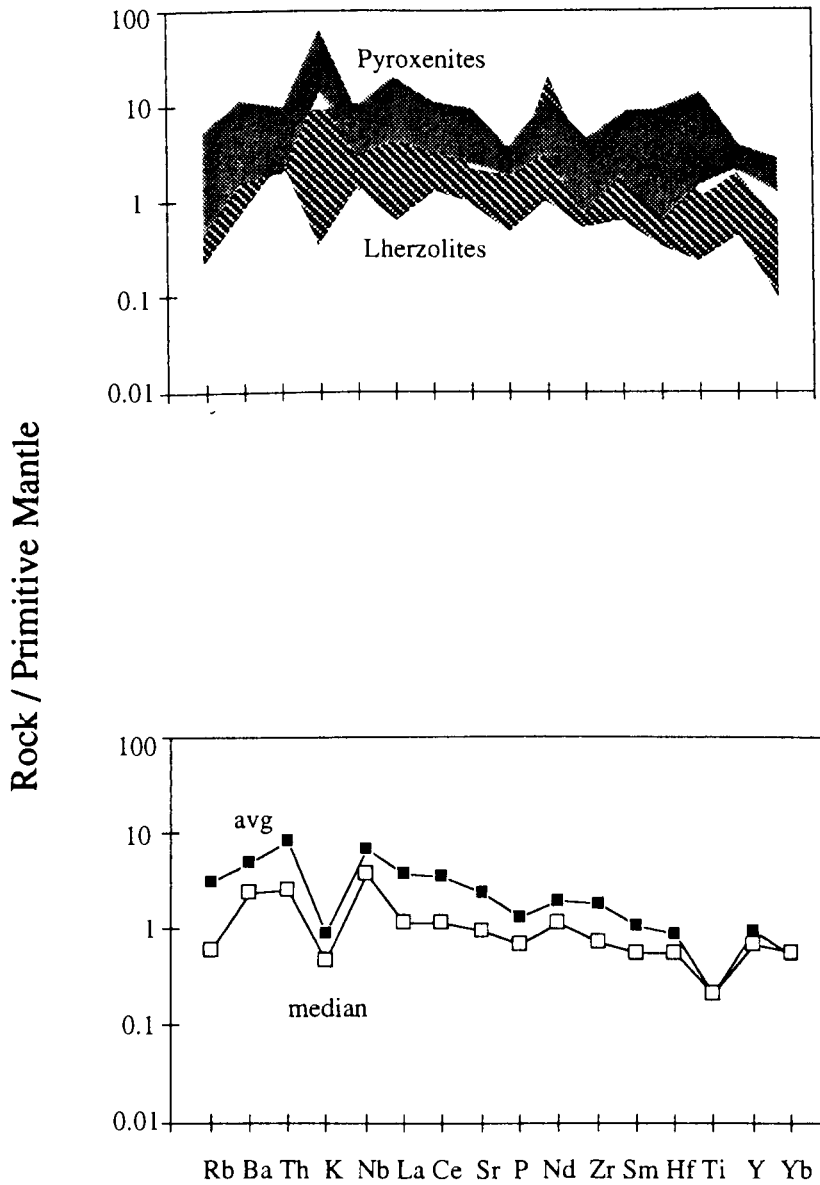 100
Pyroxenites
10
1
Lherzolites
0.1
0.01
Rock / Primitive Mantle
100
avg
10
1
median
0.1
0.01
Rb Ba Th K Nb La Ce Sr P Nd Zr Sm Hf Ti Y Yb